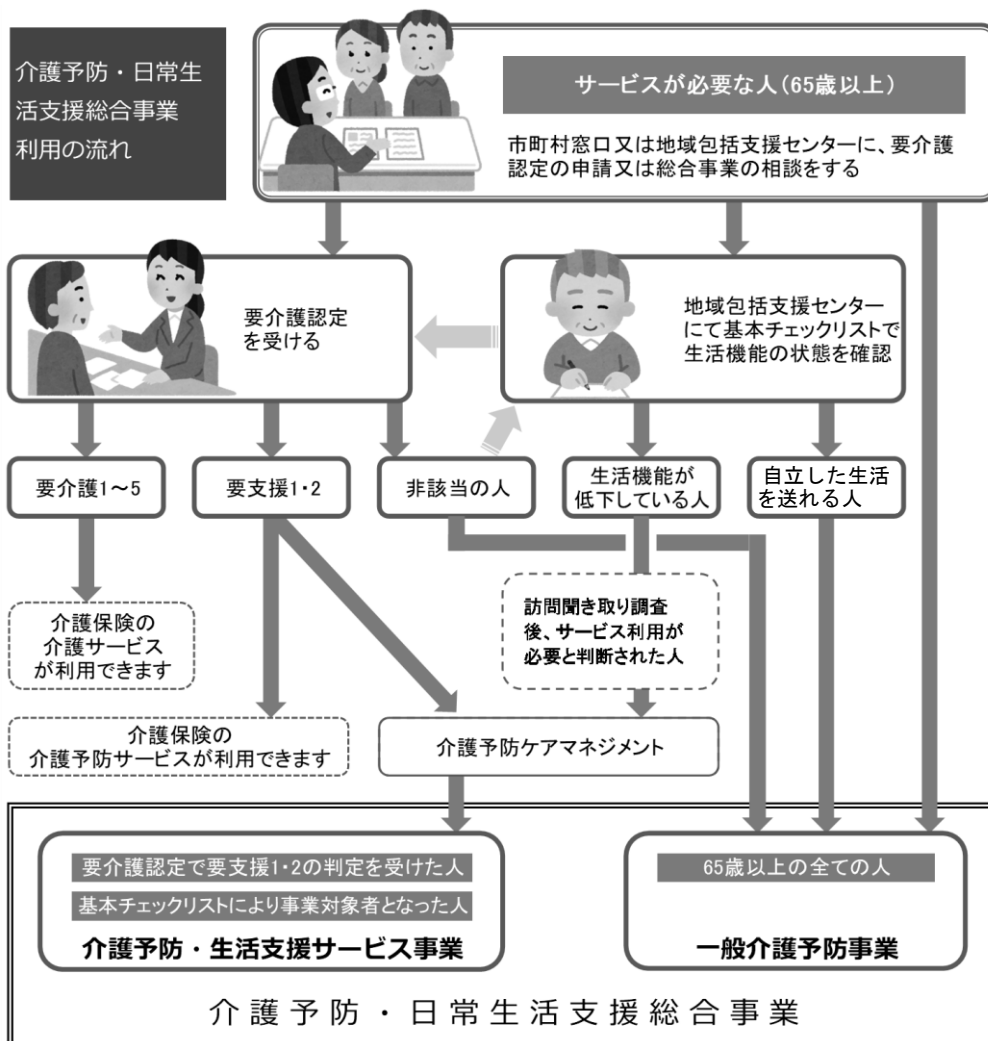 介護予防・日常生
活支援総合事業
利用の流れ
サービスが必要な人(65歳以上)
市町村窓口又は地域包括支援センターに、要介護
認定の申請又は総合事業の相談をする
要介護認定
を受ける
地域包括支援センター
にて基本チェックリストで
生活機能の状態を確認
要介護1～5
要支援1・2
非該当の人
生活機能が
低下している人
自立した生活
を送れる人
介護保険の
介護サービス
が利用できます
訪問聞き取り調査
後、サービス利用が
必要と判断された人
介護保険の
介護予防サービスが利用できます
介護予防ケアマネジメント
要介護認定で要支援1・2の判定を受けた人
基本チェックリストにより事業対象者となった人
介護予防・生活支援サービス事業
65歳以上の全ての人
一般介護予防事業
介護予防・日常生活支援総合事業